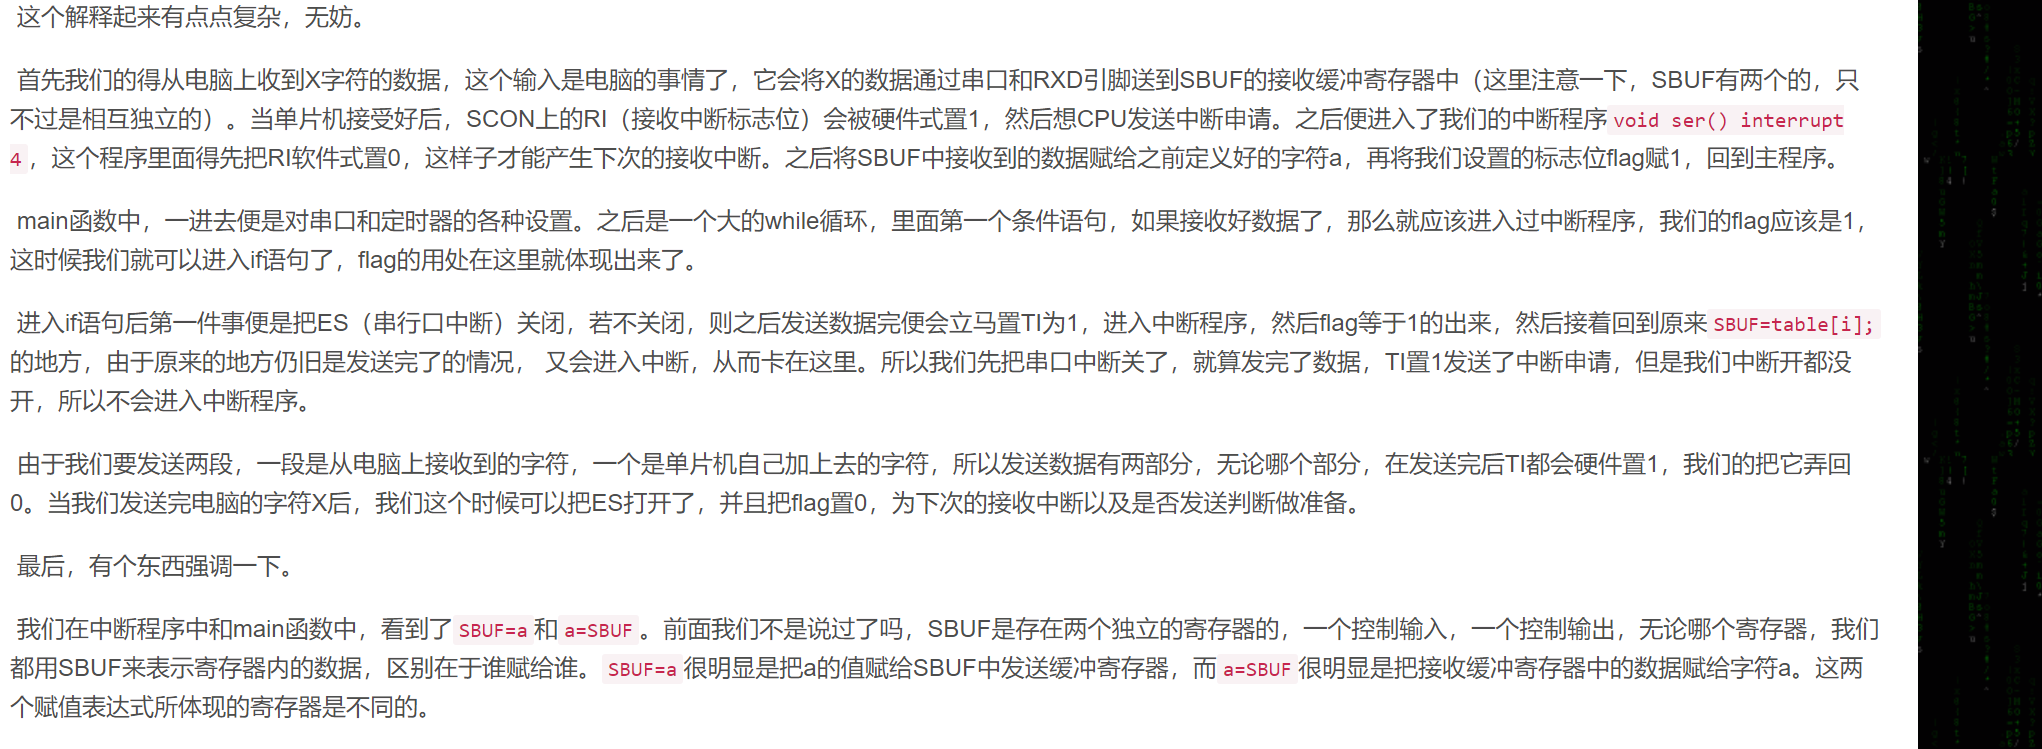 这个解释起来有点点复杂，无妨。
首先我们的得从电脑上收到X字符的数据，这个输入是电脑的事情了，它会将X的数据通过串口和RXD引脚送到SBUF的接收缓冲寄存器中（这里注意一下，SBUF有两个的，只
不过是相互独立的）。当单片机接受好后，SCON上的RI（接收中断标志位）会被硬件式置1，然后想CPU发送中断申请。之后便进入了我们的中断程序void ser() interrupt
4，这个程序里面得先把RI软件式置0，这样子才能产生下次的接收中断。之后将SBUF中接收到的数据赋给之前定义好的字符a，再将我们设置的标志位flag赋1，回到主程序。
main函数中，一进去便是对串口和定时器的各种设置。之后是一个大的while循环，里面第一个条件语句，如果接收好数据了，那么就应该进入过中断程序，我们的flag应该是1，
这时候我们就可以进入if语句了，flag的用处在这里就体现出来了。
进入if语句后第一件事便是把ES（串行口中断）关闭，若不关闭，则之后发送数据完便会立马置TI为1，进入中断程序，然后flag等于1的出来，然后接着回到原来SBUF=table[i];
的地方，由于原来的地方仍旧是发送完了的情况， 又会进入中断，从而卡在这里。所以我们先把串口中断关了，就算发完了数据，TI置1发送了中断申请，但是我们中断开都没
开，所以不会进入中断程序。
由于我们要发送两段，一段是从电脑上接收到的字符，一个是单片机自己加上去的字符，所以发送数据有两部分，无论哪个部分，在发送完后TI都会硬件置1，我们的把它弄回
0。当我们发送完电脑的字符X后，我们这个时候可以把ES打开了，并且把flag置0，为下次的接收中断以及是否发送判断做准备。
最后，有个东西强调一下。
我们在中断程序中和main函数中，看到了SBUF=a和a=SBUF。前面我们不是说过了吗，SBUF是存在两个独立的寄存器的，一个控制输入，一个控制输出，无论哪个寄存器，我们
都用SBUF来表示寄存器内的数据，区别在于谁赋给谁。SBUF=a很明显是把a的值赋给SBUF中发送缓冲寄存器，而a=SBUF很明显是把接收缓冲寄存器中的数据赋给字符a。这两
个赋值表达式所体现的寄存器是不同的。